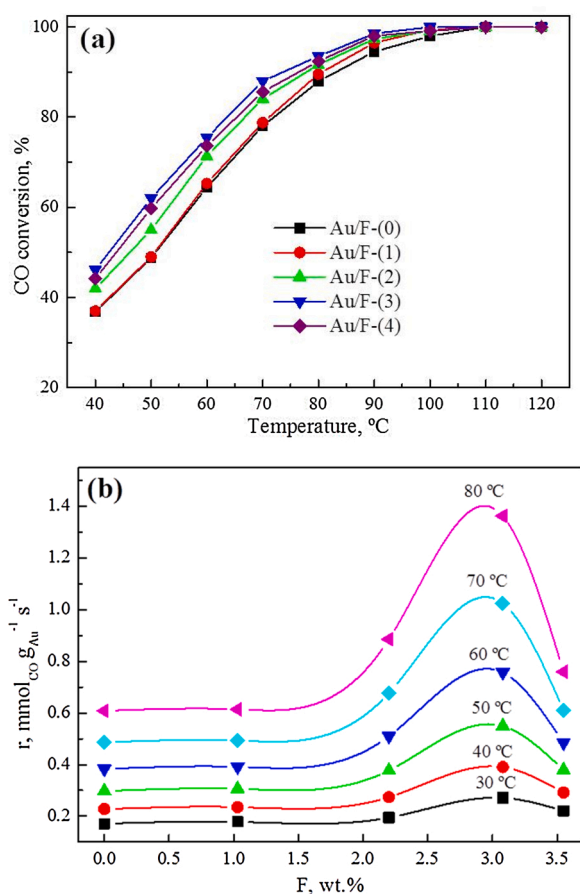 (a)
CO conversion, %
100
80
60
40
20
Au/F-(0)
Au/F-(1)
Au/F-(2)
Au/F-(3)
Au/F-(4)
40 50 60 70 80 90 100 110 120
Temperature, ºC
(b)
r, mmol_CO g_Au^-1 s^-1
1.4
1.2
1.0
0.8
0.6
0.4
0.2
80 ºC
70 ºC
60 ºC
50 ºC
40 ºC
30 ºC
0.0 0.5 1.0 1.5 2.0 2.5 3.0 3.5
F, wt.%